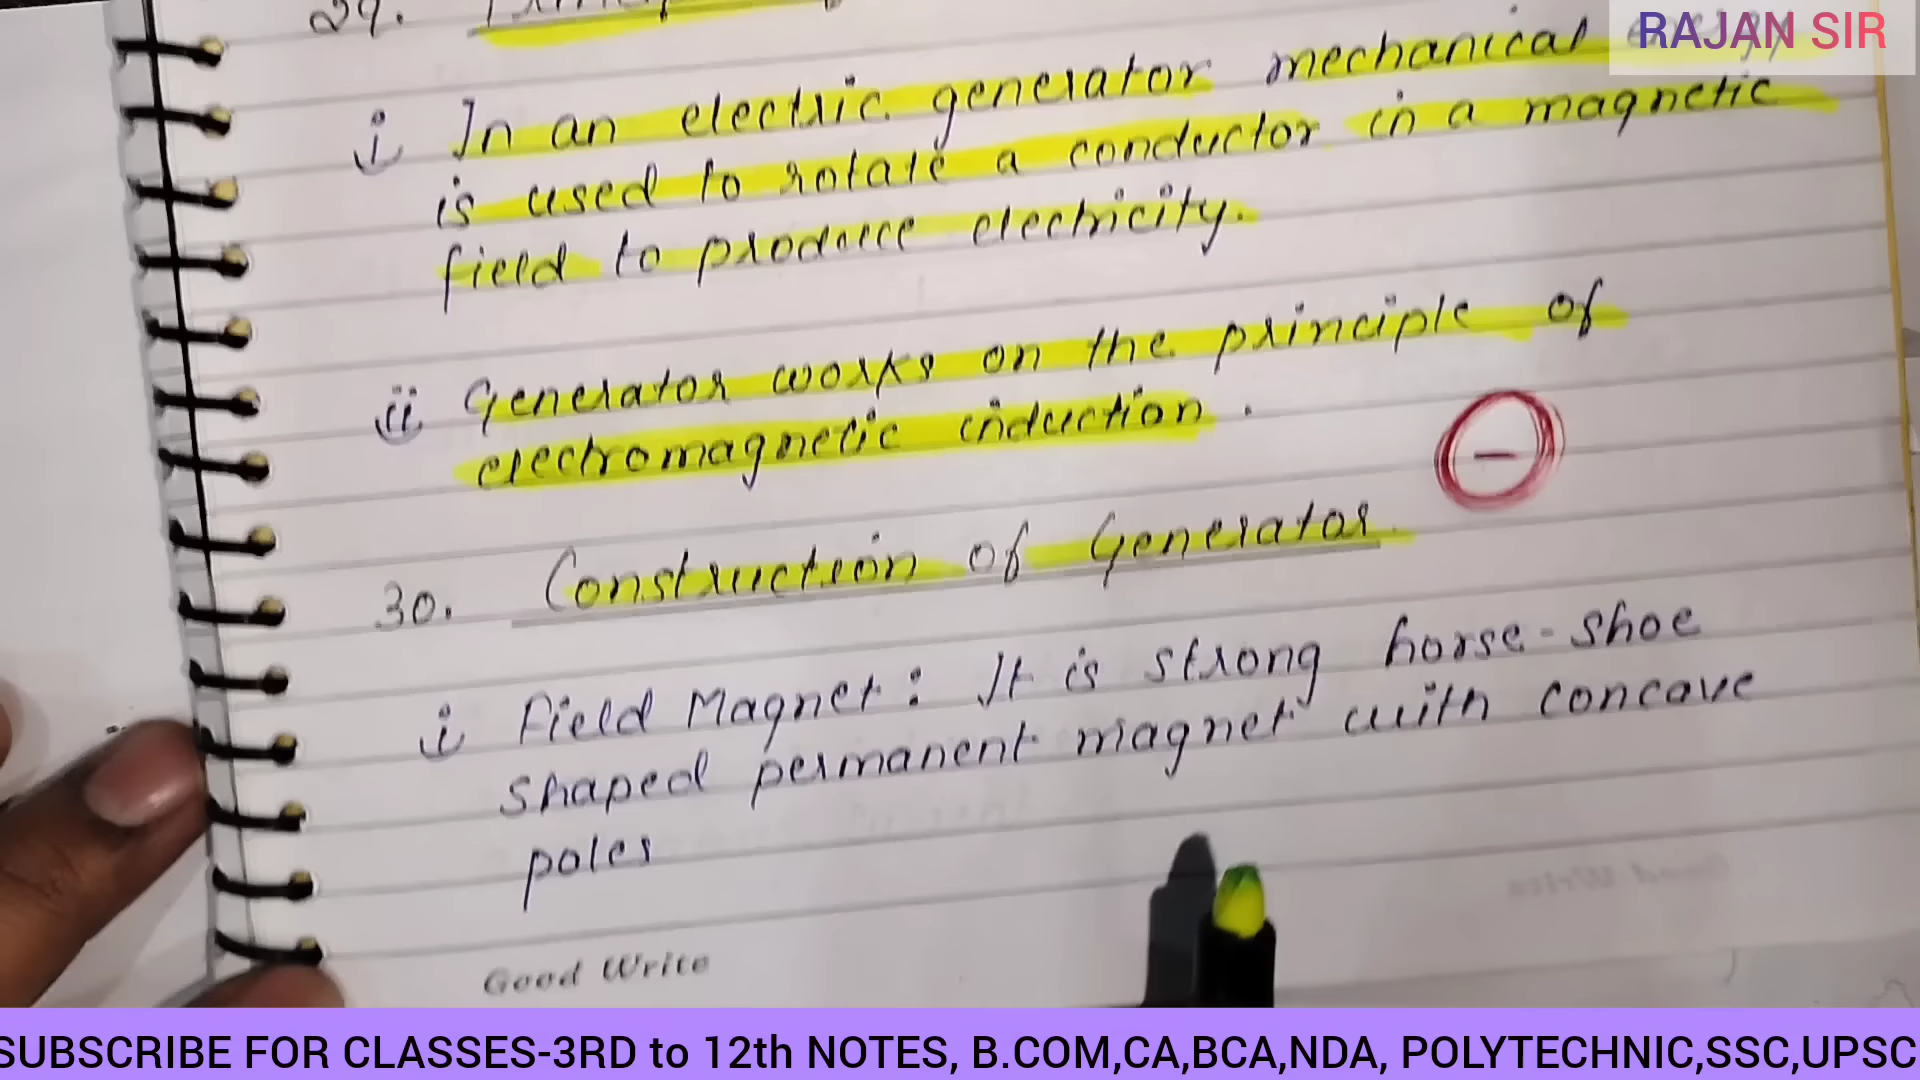 29.
RAJAN SIR
i In an electric generator mechanical
is used to rotate a conductor in a magnetic
field to produce electricity.
ii Generator works on the principle of
electromagnetic induction.
30. Construction of Generator
i Field Magnet: It is strong horse-shoe
shaped permanent magnet with concave
poles
Good Write
SUBSCRIBE FOR CLASSES-3RD to 12th NOTES, B.COM,CA,BCA,NDA, POLYTECHNIC,SSC,UPSC